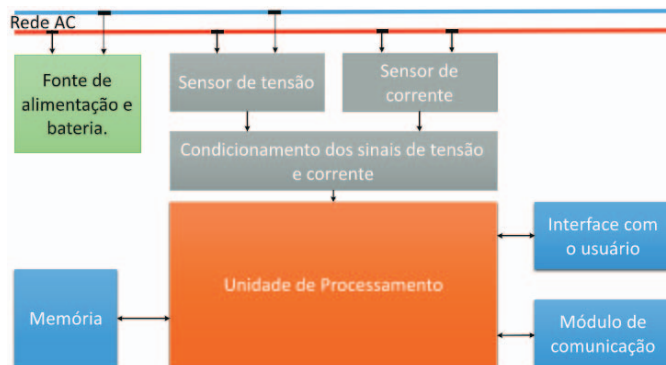 Rede AC
Fonte de
alimentação e
bateria.
Sensor de tensão
Sensor de
corrente
Condicionamento dos sinais de tensão
e corrente
Unidade de Processamento
Interface com
o usuário
Memória
Módulo de
comunicação